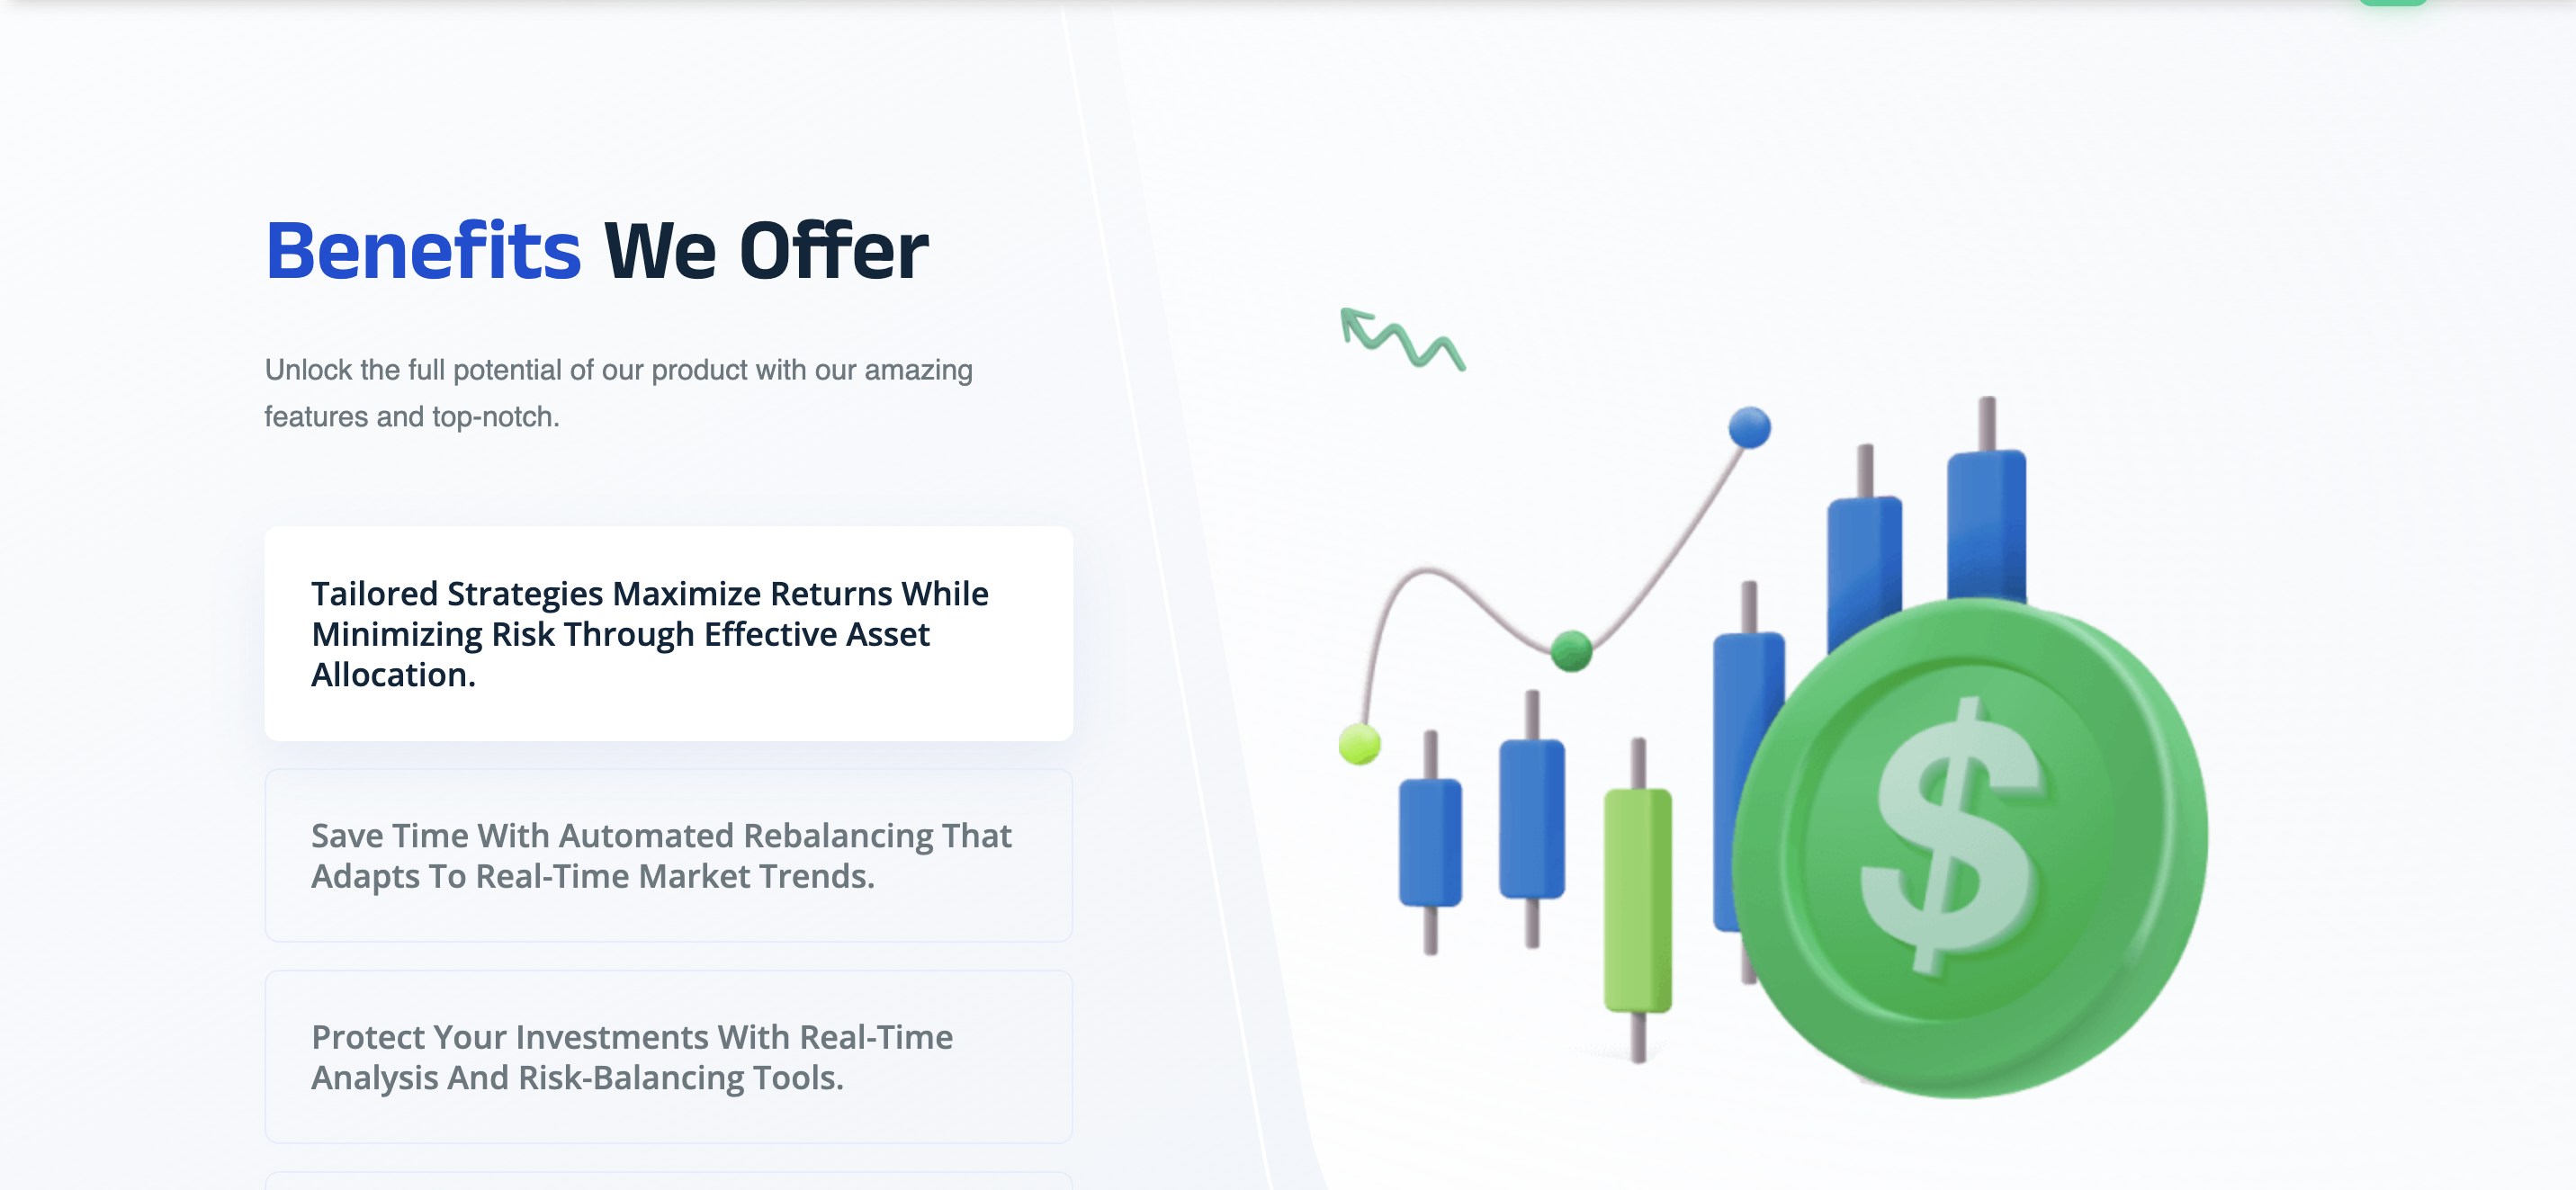 Benefits We Offer
Unlock the full potential of our product with our amazing
features and top-notch.
Tailored Strategies Maximize Returns While
Minimizing Risk Through Effective Asset
Allocation.
Save Time With Automated Rebalancing That
Adapts To Real-Time Market Trends.
Protect Your Investments With Real-Time
Analysis And Risk-Balancing Tools.
$